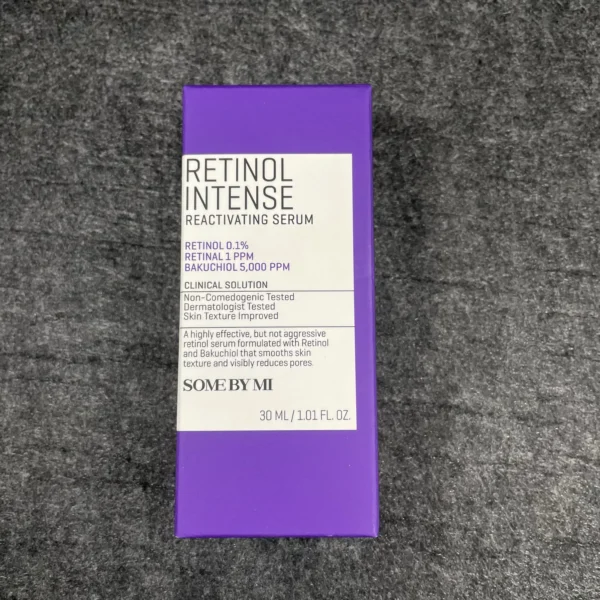 RETINOL
INTENSE
REACTIVATING SERUM
RETINOL 0.1%
RETINAL 1 PPM
BAKUCHIOL 5,000 PPM
CLINICAL SOLUTION
Non-Comedogenic Tested
Dermatologist Tested
Skin Texture Improved
A highly effective, but not aggressive
retinol serum formulated with Retinol
and Bakuchiol that smooths skin
texture and visibly reduces pores.
SOME BY MI
30 ML / 1.01 FL. OZ.